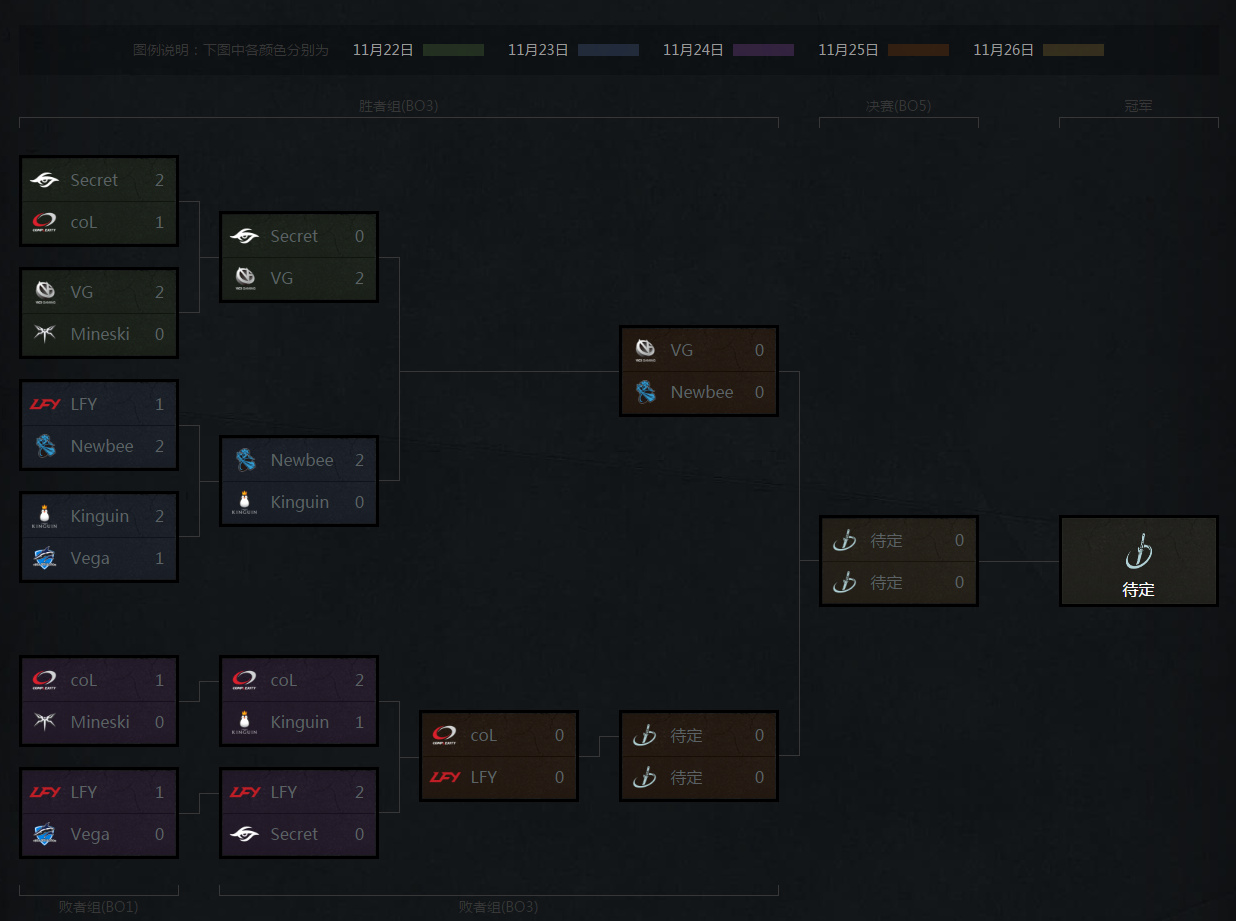 图例说明：下图中各颜色分别为 11月22日 11月23日 11月24日 11月25日 11月26日
胜者组(BO3) 决赛(BO5) 冠军
Secret 2
coL 1
VG 2
Mineski 0
LFY 1
Newbee 2
Kinguin 2
Vega 1
Secret 0
VG 2
Newbee 2
Kinguin 0
VG 0
Newbee 0
待定 0
待定 0
待定
coL 1
Mineski 0
LFY 1
Vega 0
coL 2
Kinguin 1
LFY 2
Secret 0
coL 0
LFY 0
待定 0
待定 0
败者组(BO1) 败者组(BO3)